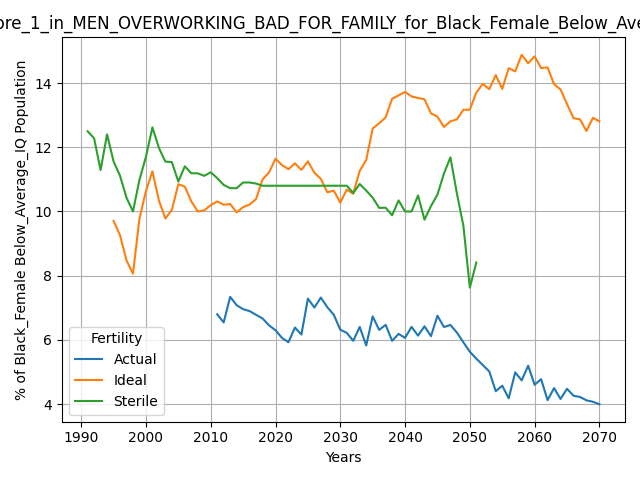 ore_1_in_MEN_OVERWORKING_BAD_FOR_FAMILY_for_Black_Female_Below_Ave
% of Black_Female Below_Average_IQ Population
14
12
10
8
6
4
Fertility
Actual
Ideal
Sterile
1990 2000 2010 2020 2030 2040 2050 2060 2070
Years